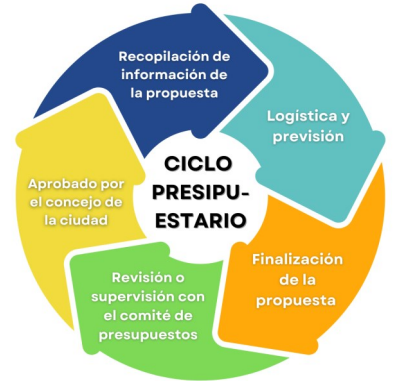 Recopilación de
información de
la propuesta
Logística y
previsión
CICLO
PRESIPU-
ESTARIO
Aprobado por
el concejo de
la ciudad
Finalización
de la
propuesta
Revisión o
supervisión con
el comité de
presupuestos